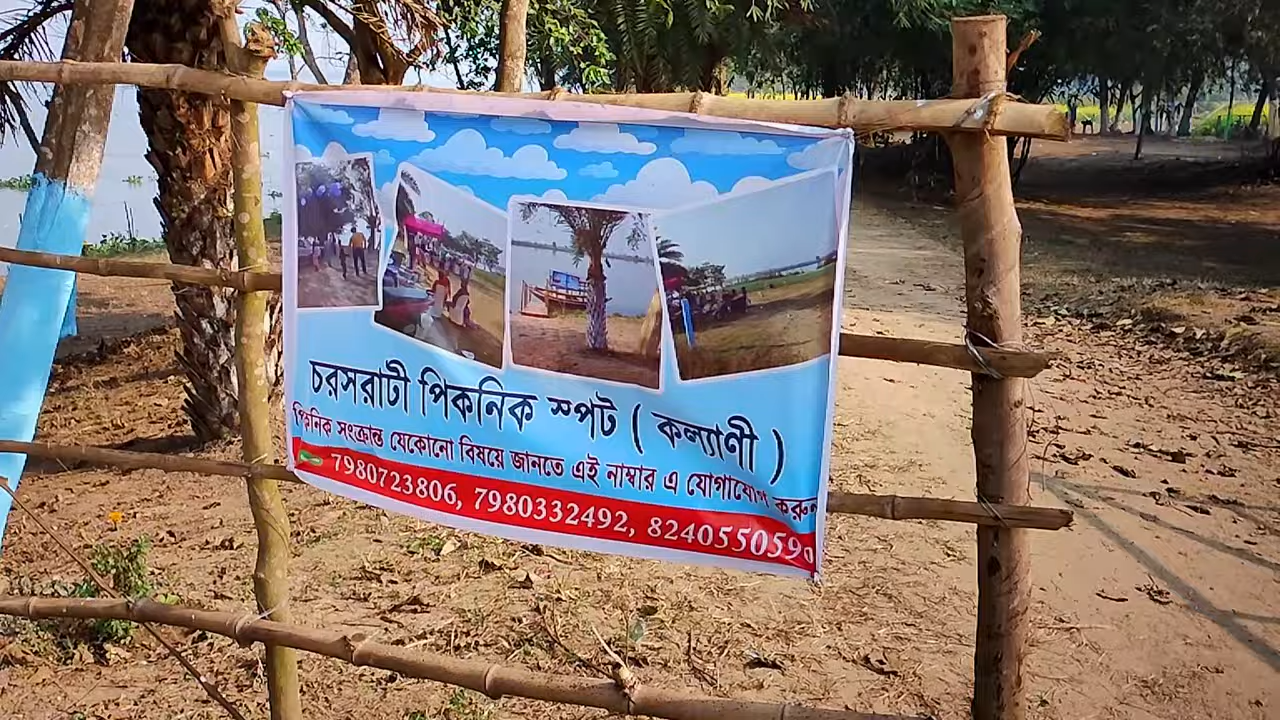 চরসরাটী পিকনিক স্পট ( কল্যাণী )
পিকনিক সংক্রান্ত যেকোনো বিষয়ে জানতে এই নাম্বার এ যোগাযোগ করুন
7980723806, 7980332492, 8240550590